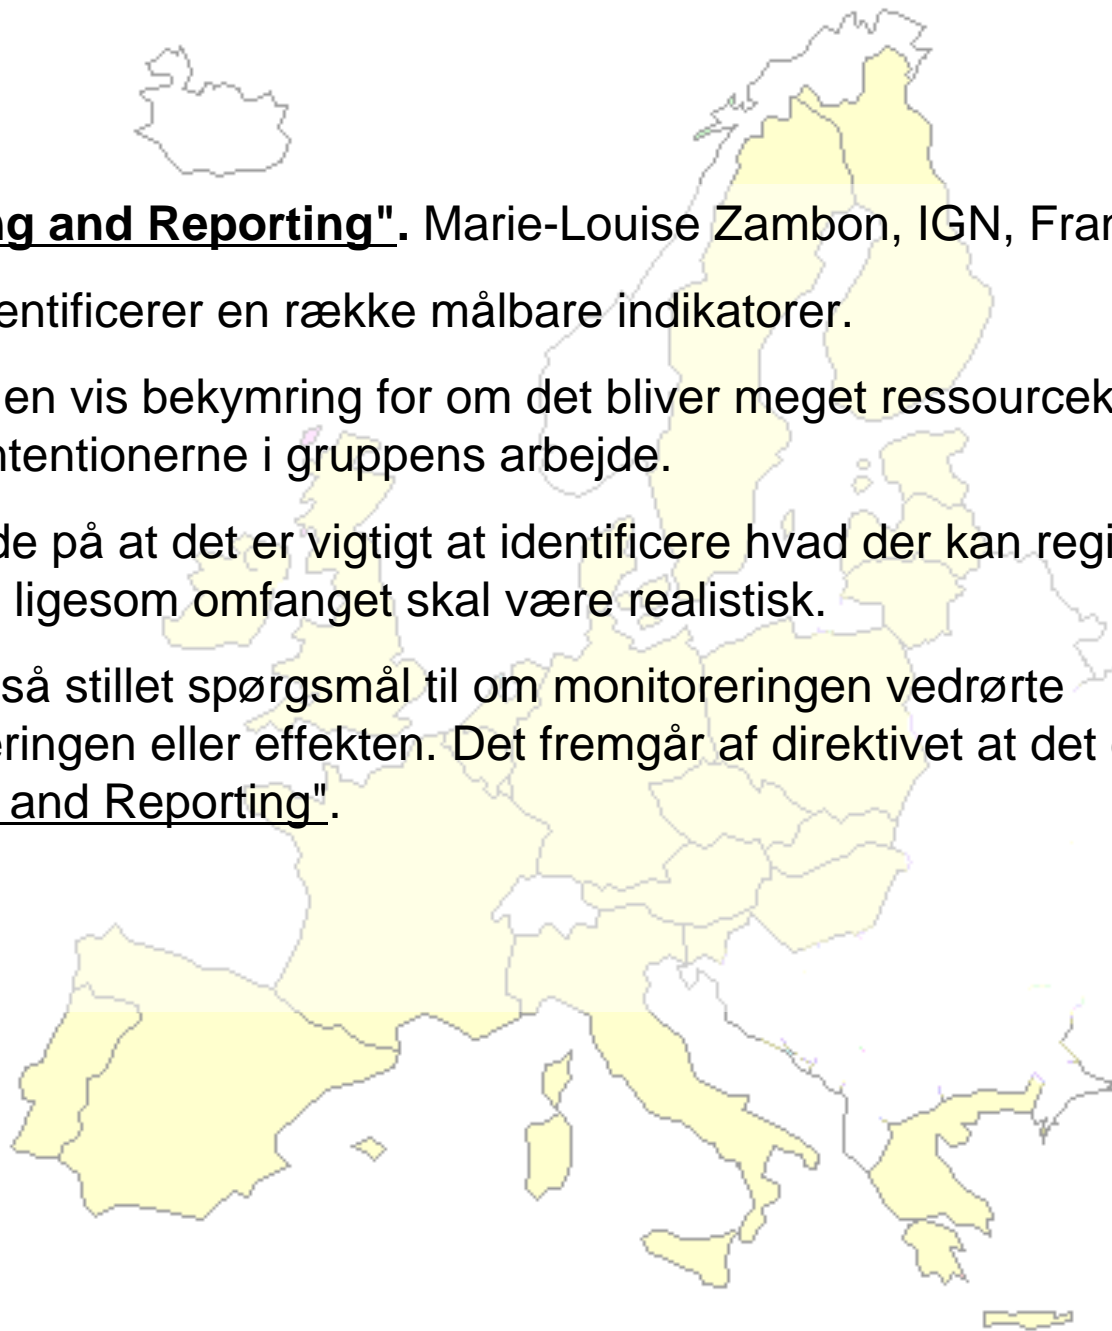 ng and Reporting". Marie-Louise Zambon, IGN, Fran
entificerer en række målbare indikatorer.
en vis bekymring for om det bliver meget ressourcek
ntentionerne i gruppens arbejde.
de på at det er vigtigt at identificere hvad der kan regi
ligesom omfanget skal være realistisk.
så stillet spørgsmål til om monitoreringen vedrørte
eringen eller effekten. Det fremgår af direktivet at det
and Reporting".